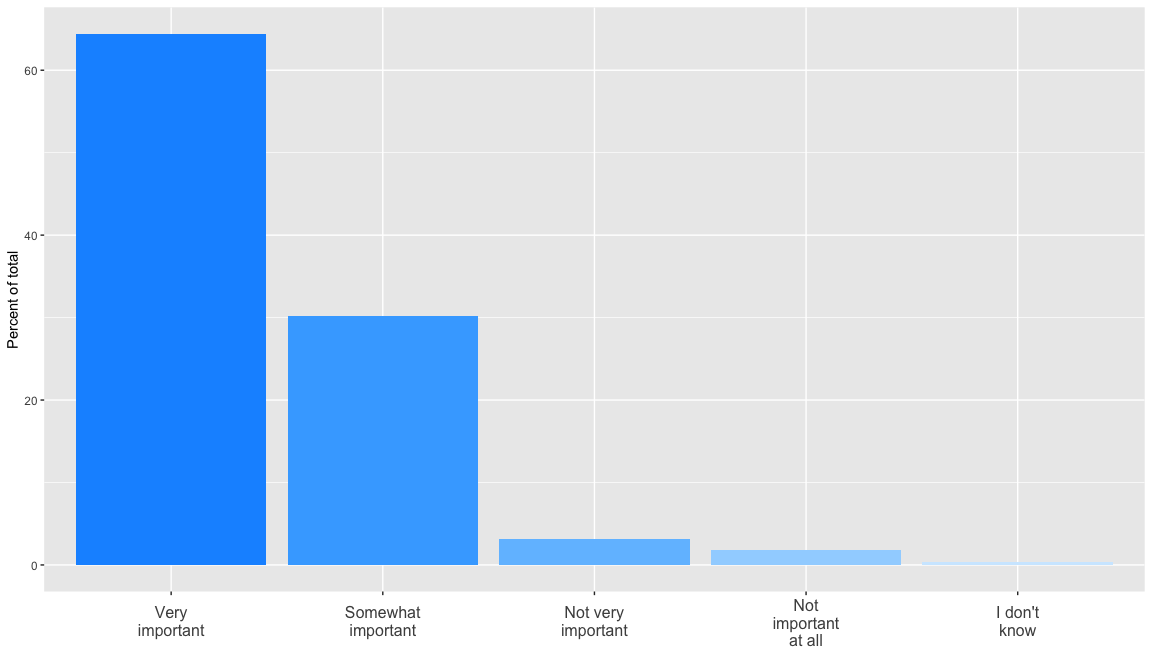 Percent of total
60
40
20
0
Very
important
Somewhat
important
Not very
important
Not
important
at all
I don't
know